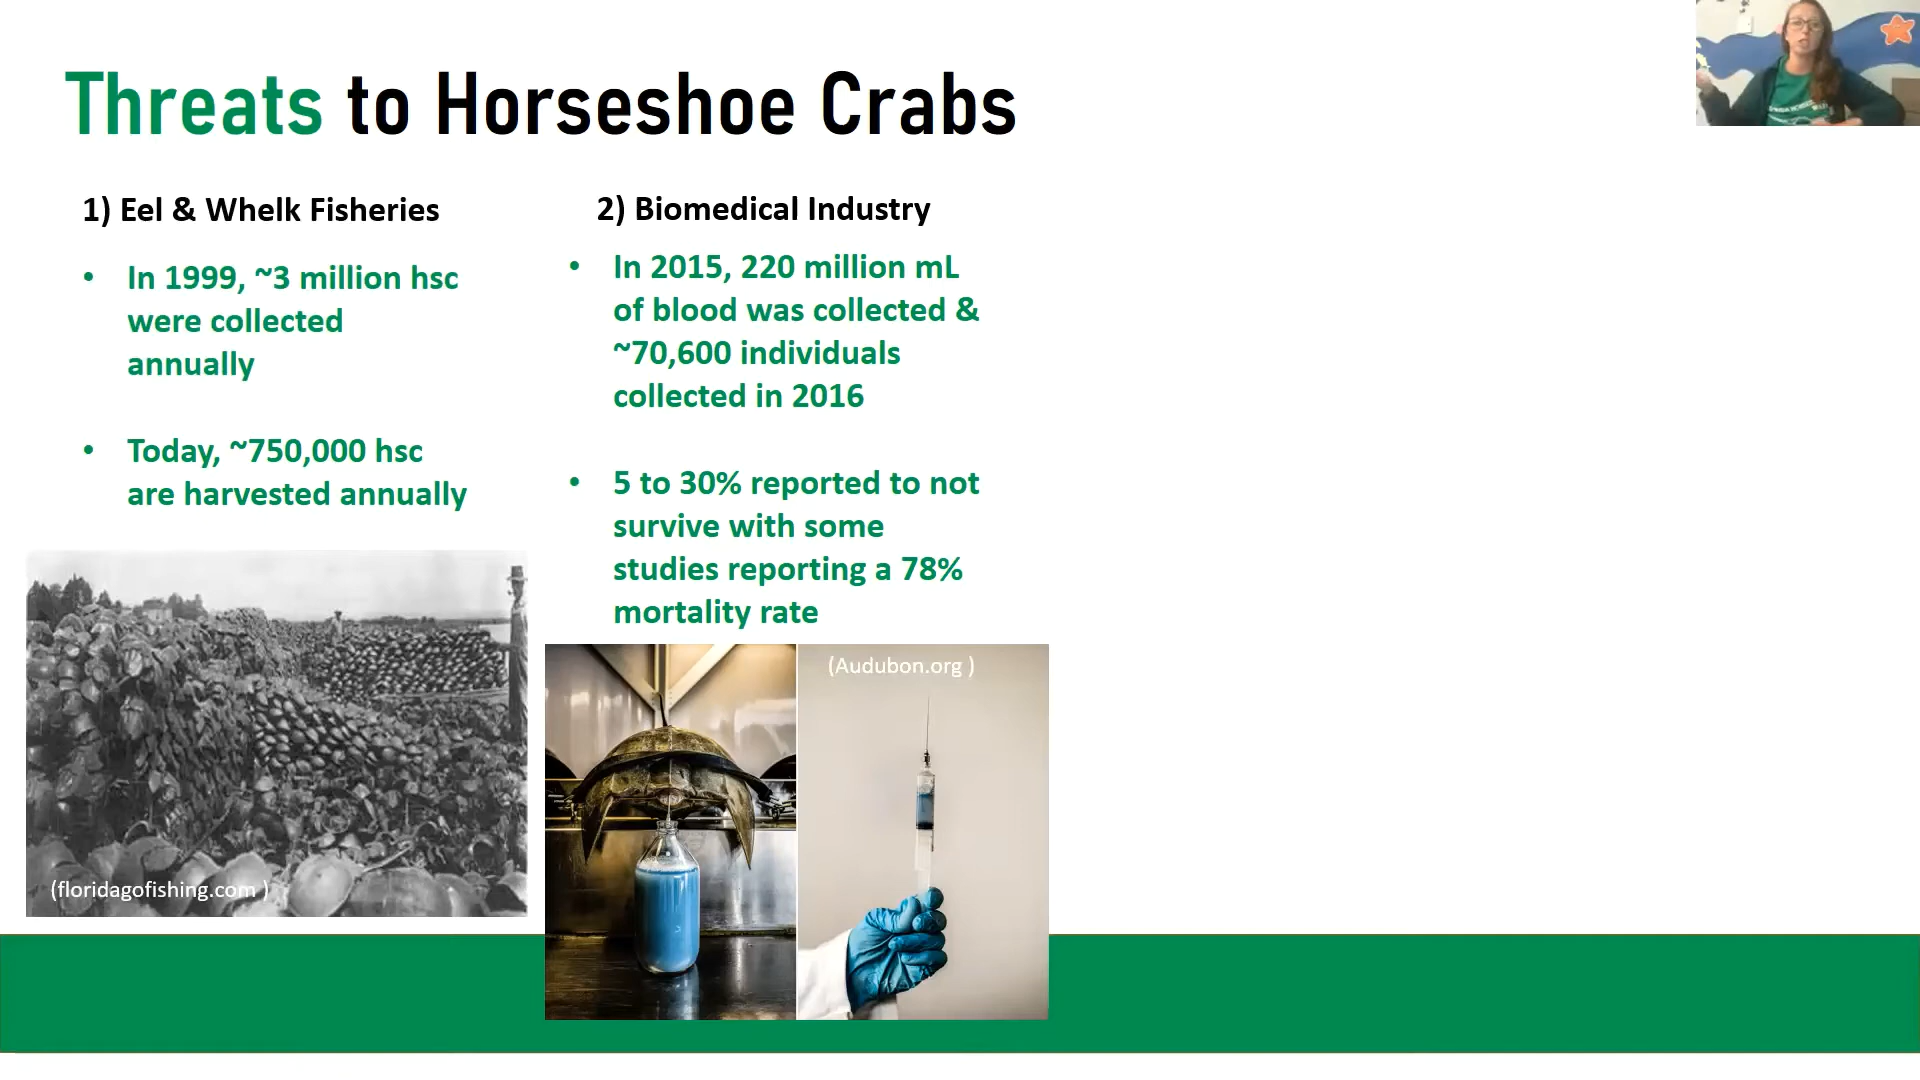 Threats to Horseshoe Crabs
1) Eel & Whelk Fisheries
• In 1999, ~3 million hsc
were collected
annually
• Today, ~750,000 hsc
are harvested annually
(floridagofishing.com )
2) Biomedical Industry
• In 2015, 220 million mL
of blood was collected &
~70,600 individuals
collected in 2016
• 5 to 30% reported to not
survive with some
studies reporting a 78%
mortality rate
(Audubon.org )